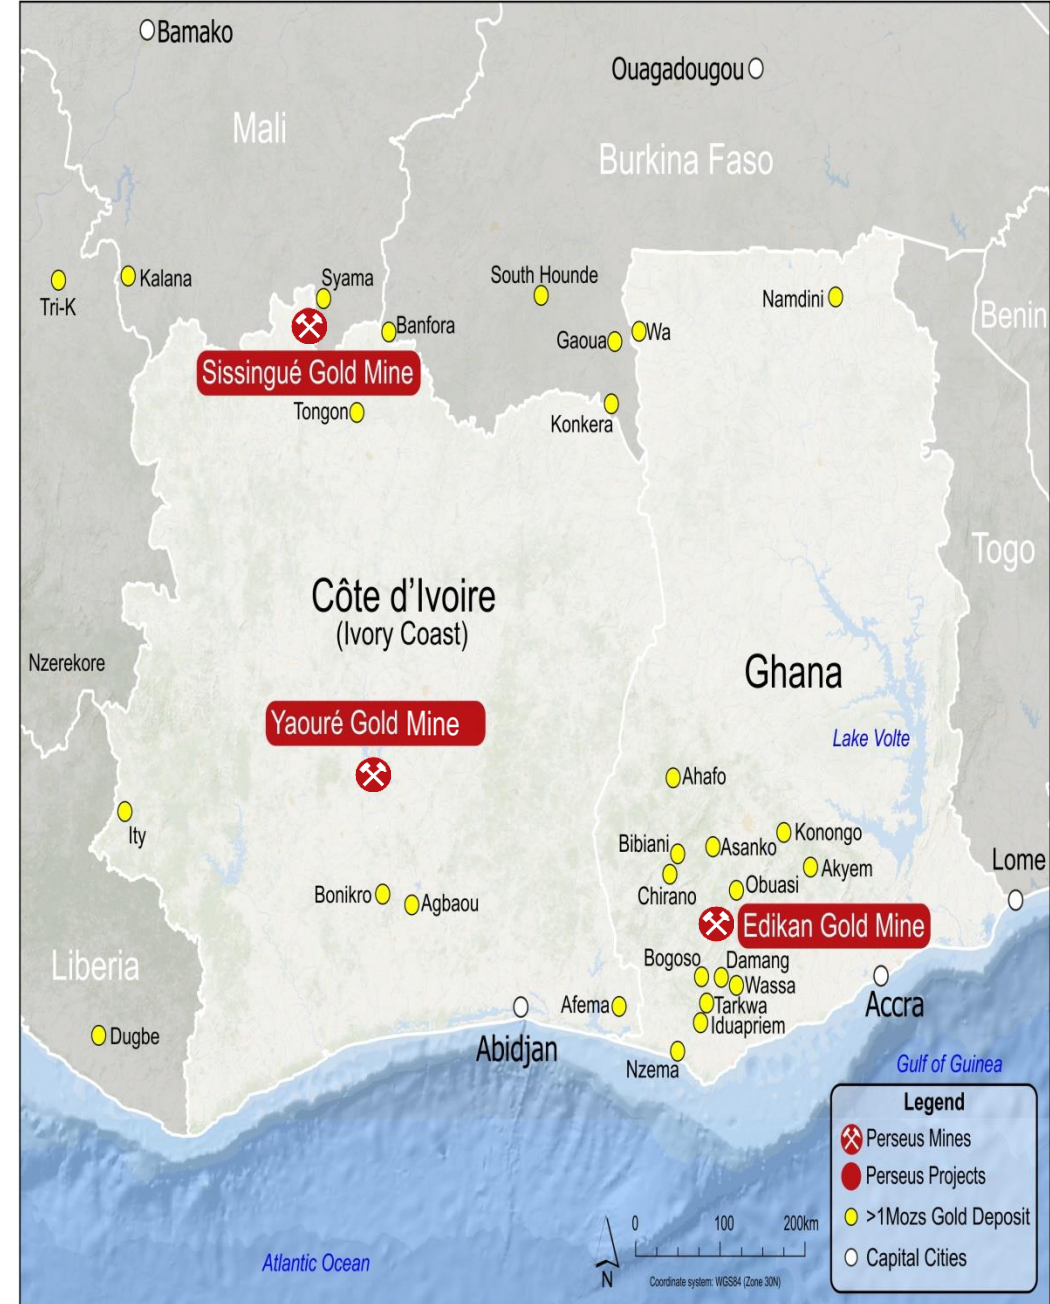 Bamako
Ouagadougou
Mali
Burkina Faso
Kalana
Tri-K
Syama
South Hounde
Namdini
Benin
Banfora
Gaoua
Wa
Sissingué Gold Mine
Tongon
Konkera
Togo
Côte d’Ivoire
(Ivory Coast)
Nzerekore
Ghana
Yaouré Gold Mine
Lake Volte
Ahafo
Ity
Konongo
Bibiani
Asanko
Akyem
Lome
Chirano
Obuasi
Bonikro
Agbaou
Edikan Gold Mine
Liberia
Bogoso
Damang
Wassa
Afema
Tarkwa
Accra
Iduapriem
Dugbe
Abidjan
Nzema
Gulf of Guinea
Legend
Perseus Mines
Perseus Projects
>1Mozs Gold Deposit
Capital Cities
0 100 200km
N
Coordinate system: WGS84 (Zone 30N)
Atlantic Ocean